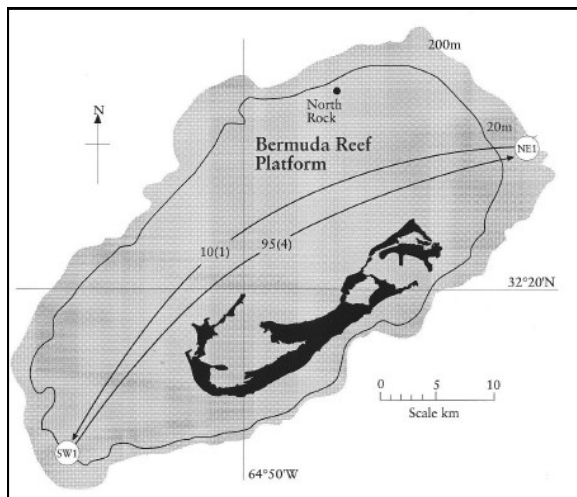 200m
N
North
Rock
20m
NE1
Bermuda Reef
Platform
10(1)
95(4)
32°20'N
0 5 10
Scale km
SW1
64°50'W